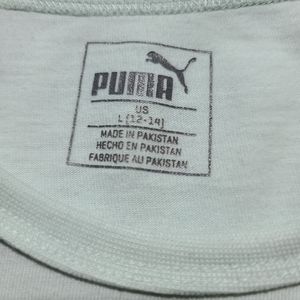 PUMA
US
L [12-14]
MADE IN PAKISTAN
HECHO EN PAKISTAN
FABRIQUE AU PAKISTAN